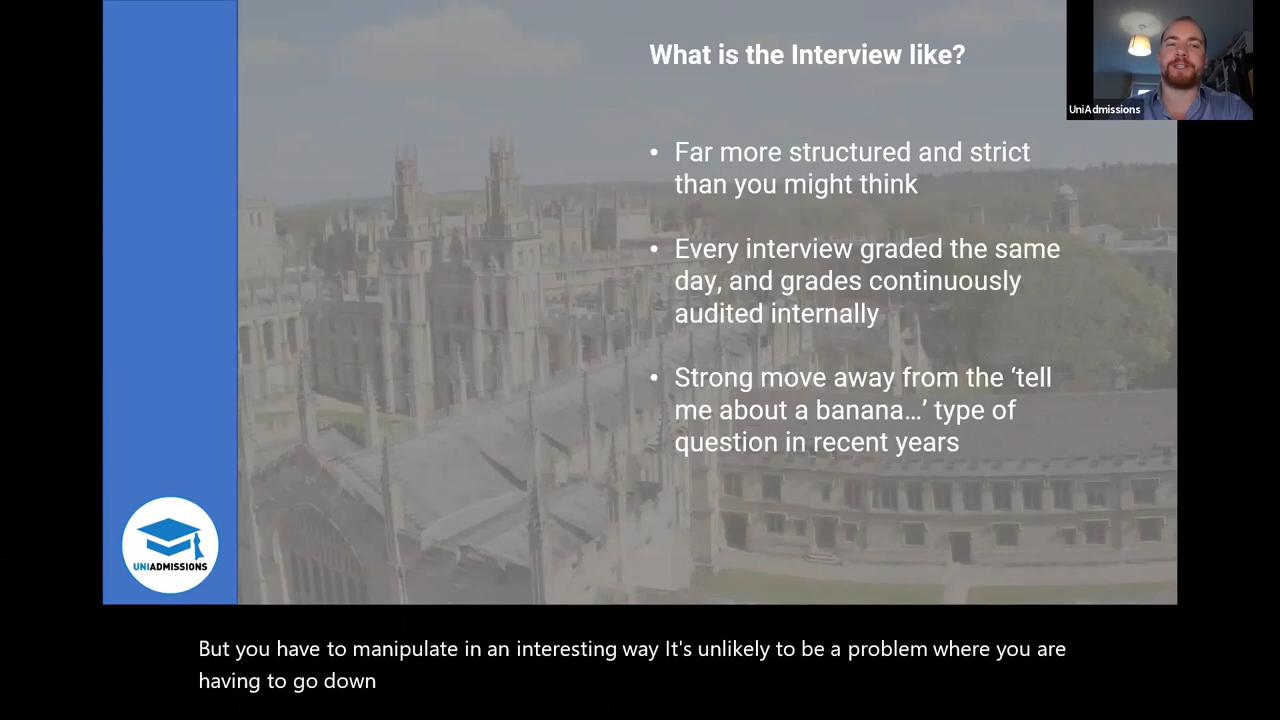 What is the Interview like?
UniAdmissions
• Far more structured and strict
than you might think
• Every interview graded the same
day, and grades continuously
audited internally
• Strong move away from the ‘tell
me about a banana…’ type of
question in recent years
UNIADMISSIONS
But you have to manipulate in an interesting way It's unlikely to be a problem where you are
having to go down